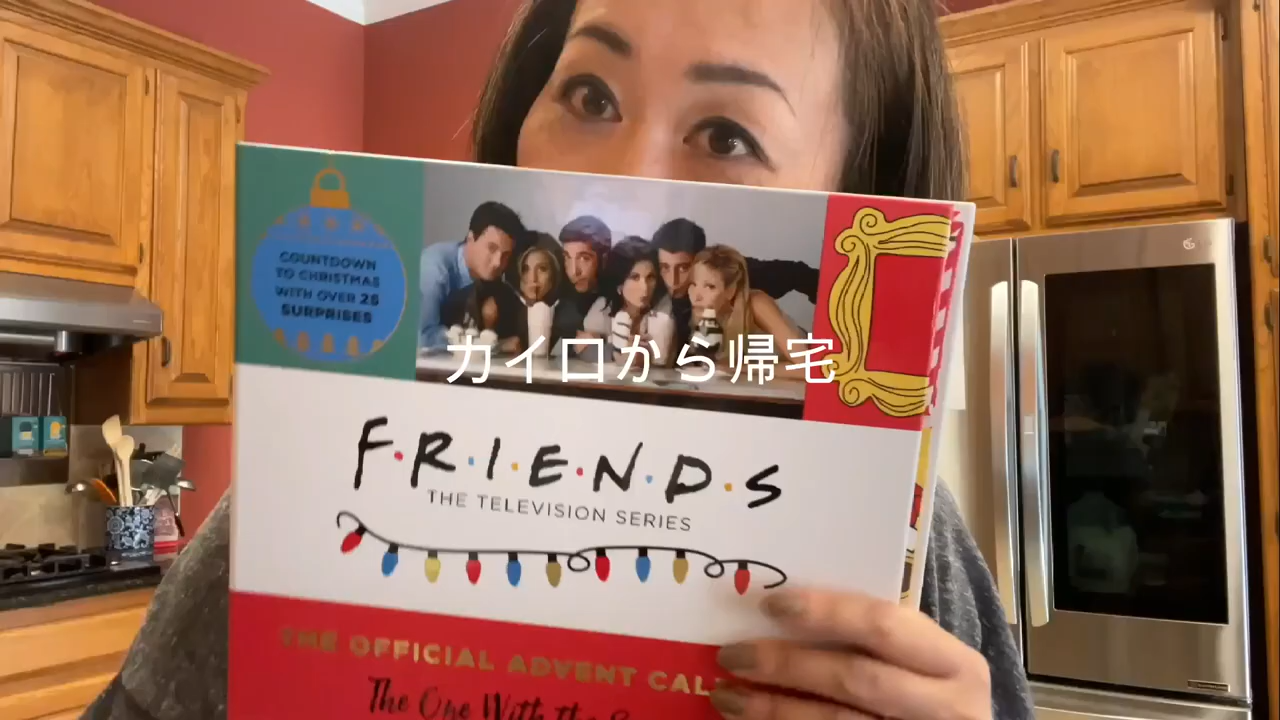 COUNTDOWN
TO CHRISTMAS
WITH OVER 25
SURPRISES
カイロから帰宅
F·R·I·E·N·D·S
THE TELEVISION SERIES
THE OFFICIAL ADVENT
The One With the